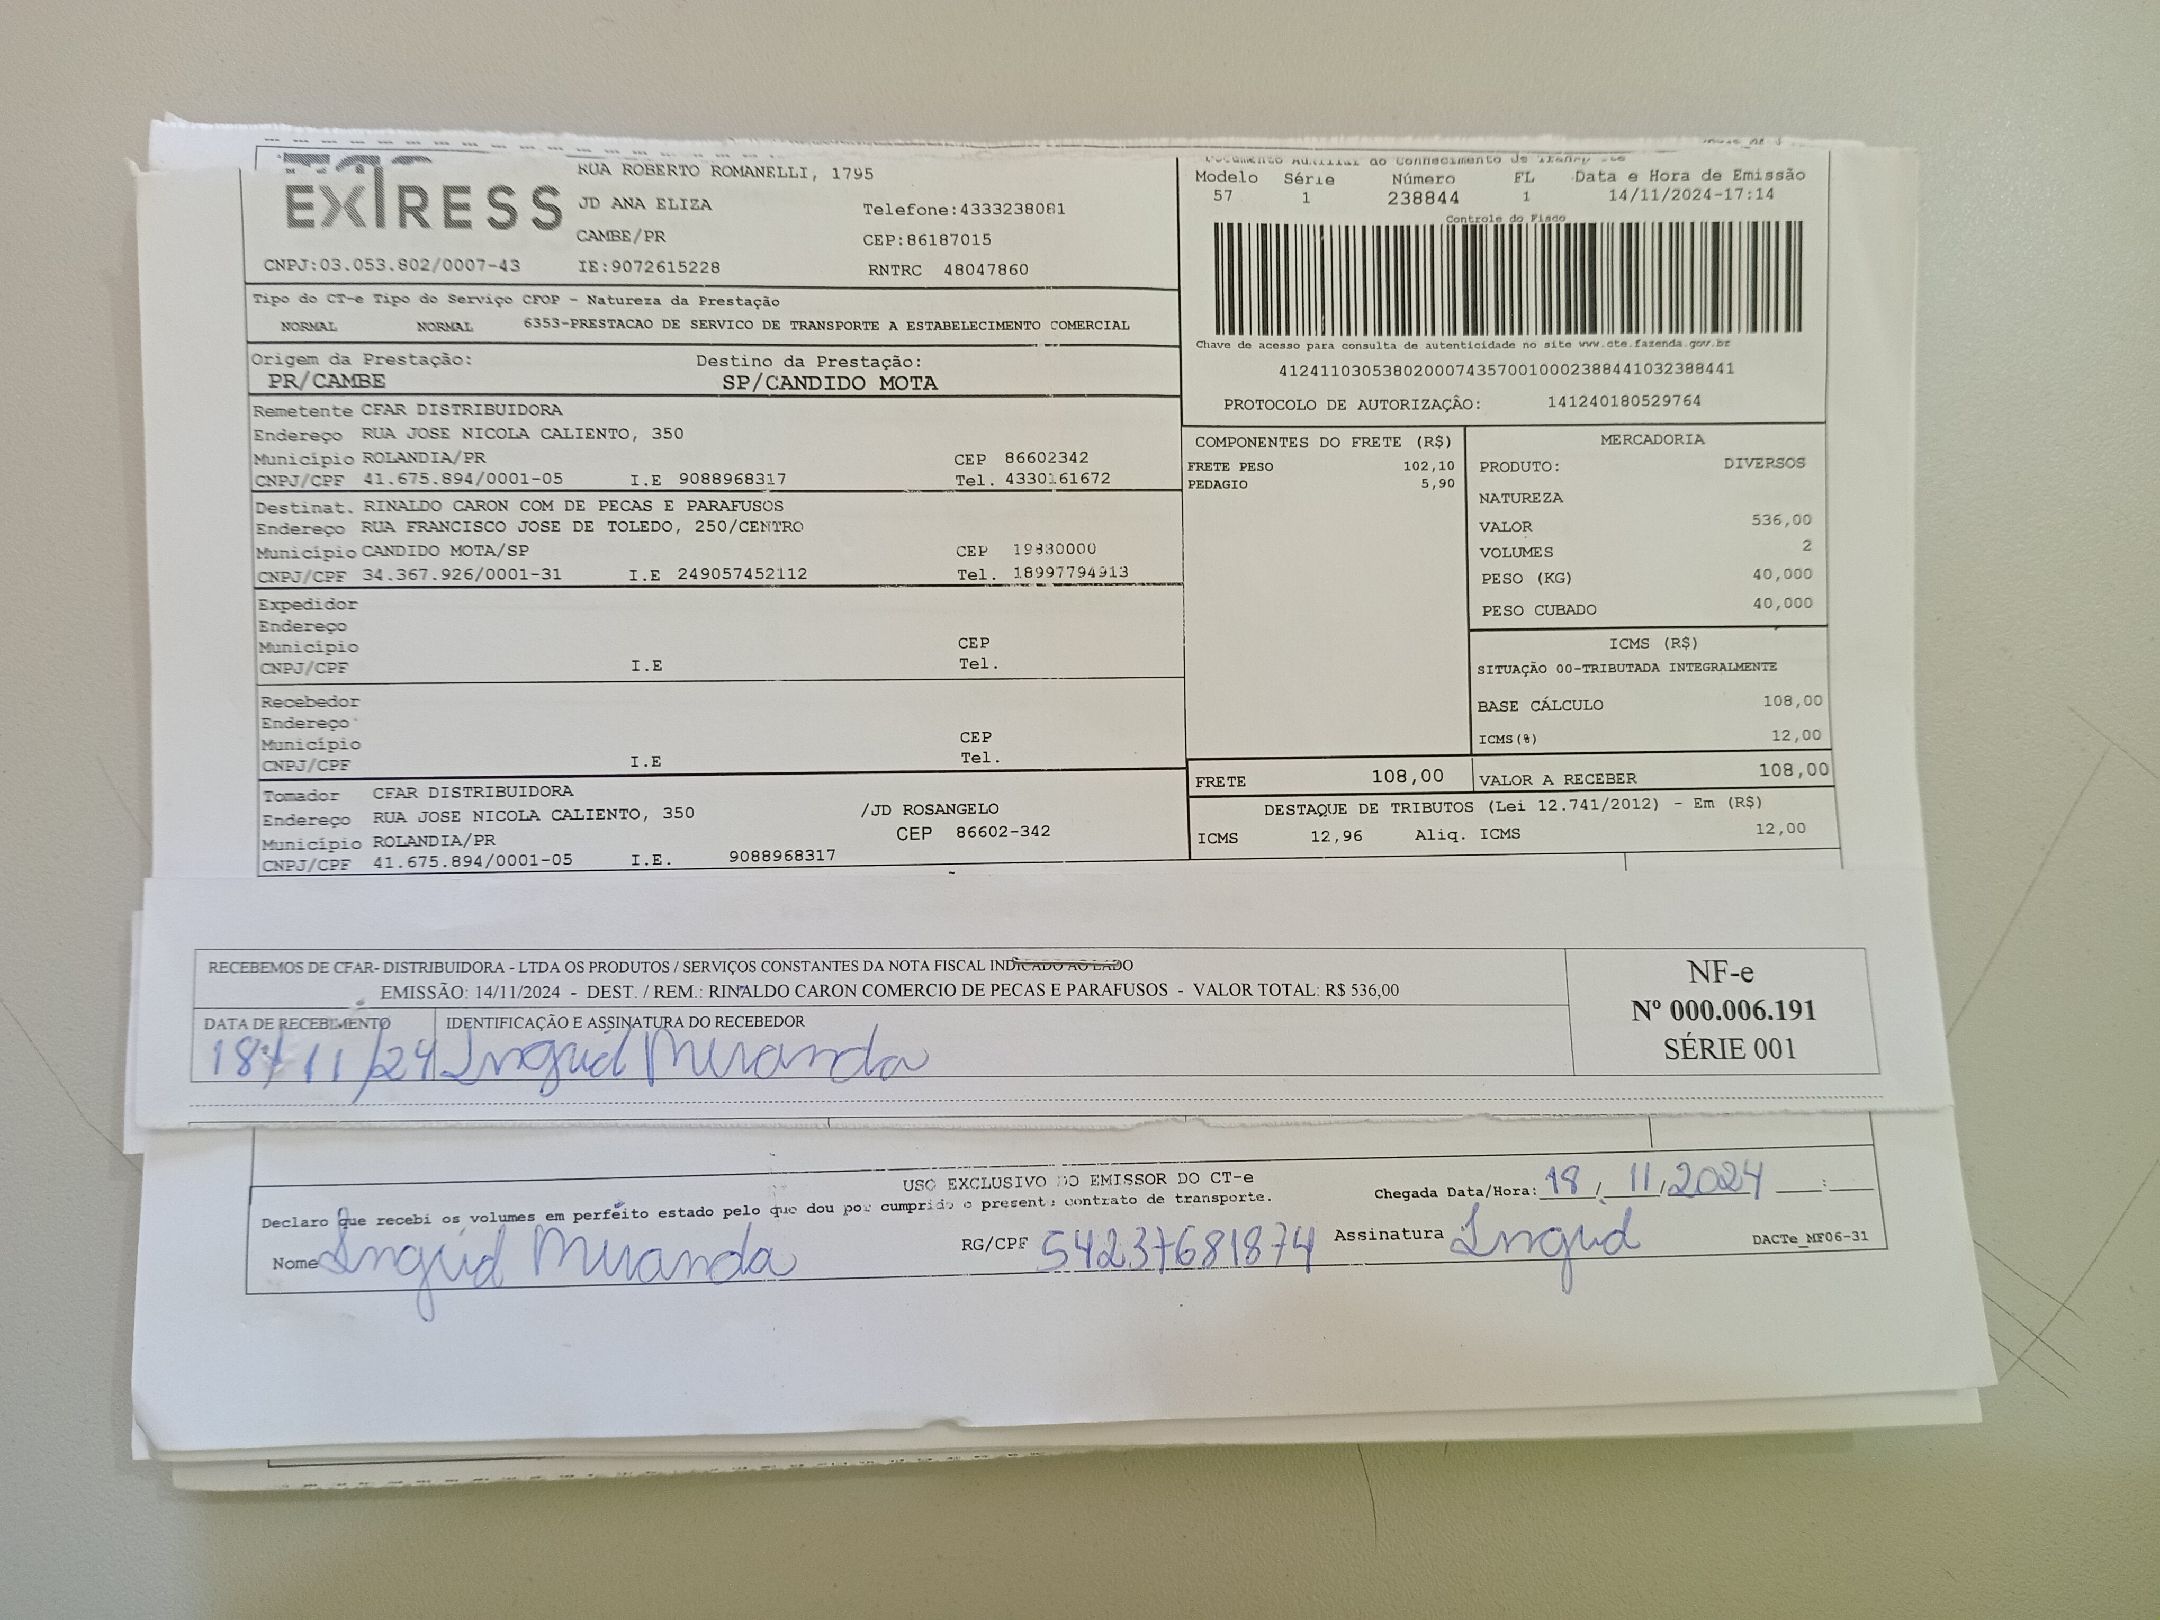 EXPRESS
RUA ROBERTO ROMANELLI, 1795
JD ANA ELIZA
Telefone:4333238081
CAMBE/PR
CEP:86187015
CNPJ:03.053.802/0007-43 IE:9072615228 RNTRC 48047860
Documento Auxiliar do Conhecimento de
Modelo Série Número FL Data e Hora de Emissão
57 1 238844 1 14/11/2024-17:14
Controle do Fisco
Chave de acesso para consulta de autenticidade no site www.cte.fazenda.gov.br
41241103053802000743570010002388441032388441
PROTOCOLO DE AUTORIZAÇÃO: 141240180529764
Tipo do CT-e Tipo do Serviço CFOP - Natureza da Prestação
NORMAL NORMAL 6353-PRESTACAO DE SERVICO DE TRANSPORTE A ESTABELECIMENTO COMERCIAL
Origem da Prestação: Destino da Prestação:
PR/CAMBE SP/CANDIDO MOTA
Remetente CFAR DISTRIBUIDORA
Endereço RUA JOSE NICOLA CALIENTO, 350
Município ROLANDIA/PR CEP 86602342
CNPJ/CPF 41.675.894/0001-05 I.E 9088968317 Tel. 4330161672
Destinat. RINALDO CARON COM DE PECAS E PARAFUSOS
Endereço RUA FRANCISCO JOSE DE TOLEDO, 250/CENTRO
Município CANDIDO MOTA/SP CEP 19880000
CNPJ/CPF 34.367.926/0001-31 I.E 249057452112 Tel. 18997794913
Expedidor
Endereço
Município CEP
CNPJ/CPF I.E Tel.
Recebedor
Endereço
Município CEP
CNPJ/CPF I.E Tel.
Tomador CFAR DISTRIBUIDORA
Endereço RUA JOSE NICOLA CALIENTO, 350 /JD ROSANGELO
Município ROLANDIA/PR CEP 86602-342
CNPJ/CPF 41.675.894/0001-05 I.E. 9088968317
COMPONENTES DO FRETE (R$)
FRETE PESO 102,10
PEDAGIO 5,90
MERCADORIA
PRODUTO: DIVERSOS
NATUREZA
VALOR 536,00
VOLUMES 2
PESO (KG) 40,000
PESO CUBADO 40,000
ICMS (R$)
SITUAÇÃO 00-TRIBUTADA INTEGRALMENTE
BASE CÁLCULO 108,00
ICMS(%) 12,00
FRETE 108,00 VALOR A RECEBER 108,00
DESTAQUE DE TRIBUTOS (Lei 12.741/2012) - Em (R$)
ICMS 12,96 Aliq. ICMS 12,00
RECEBEMOS DE CFAR- DISTRIBUIDORA - LTDA OS PRODUTOS / SERVIÇOS CONSTANTES DA NOTA FISCAL INDICADO AO LADO
EMISSÃO: 14/11/2024 - DEST. / REM.: RINALDO CARON COMERCIO DE PECAS E PARAFUSOS - VALOR TOTAL: R$ 536,00
DATA DE RECEBIMENTO IDENTIFICAÇÃO E ASSINATURA DO RECEBEDOR
18/11/24 Ingrid Miranda
NF-e
Nº 000.006.191
SÉRIE 001
USO EXCLUSIVO DO EMISSOR DO CT-e
Declaro que recebi os volumes em perfeito estado pelo que dou por cumprido o presente contrato de transporte.
Chegada Data/Hora: 18/11/2024 :
Nome Ingrid Miranda RG/CPF 54237681874 Assinatura Ingrid DACTe_MF06-31